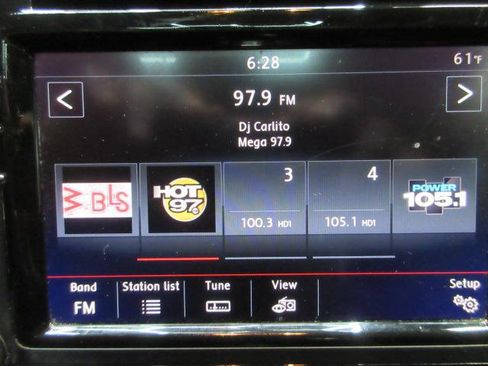 6:28
61°F
97.9 FM
Dj Carlito
Mega 97.9
WBLS
HOT 97
3
100.3 HD1
4
105.1 HD1
POWER 105.1
Band
FM
Station list
Tune
View
Setup